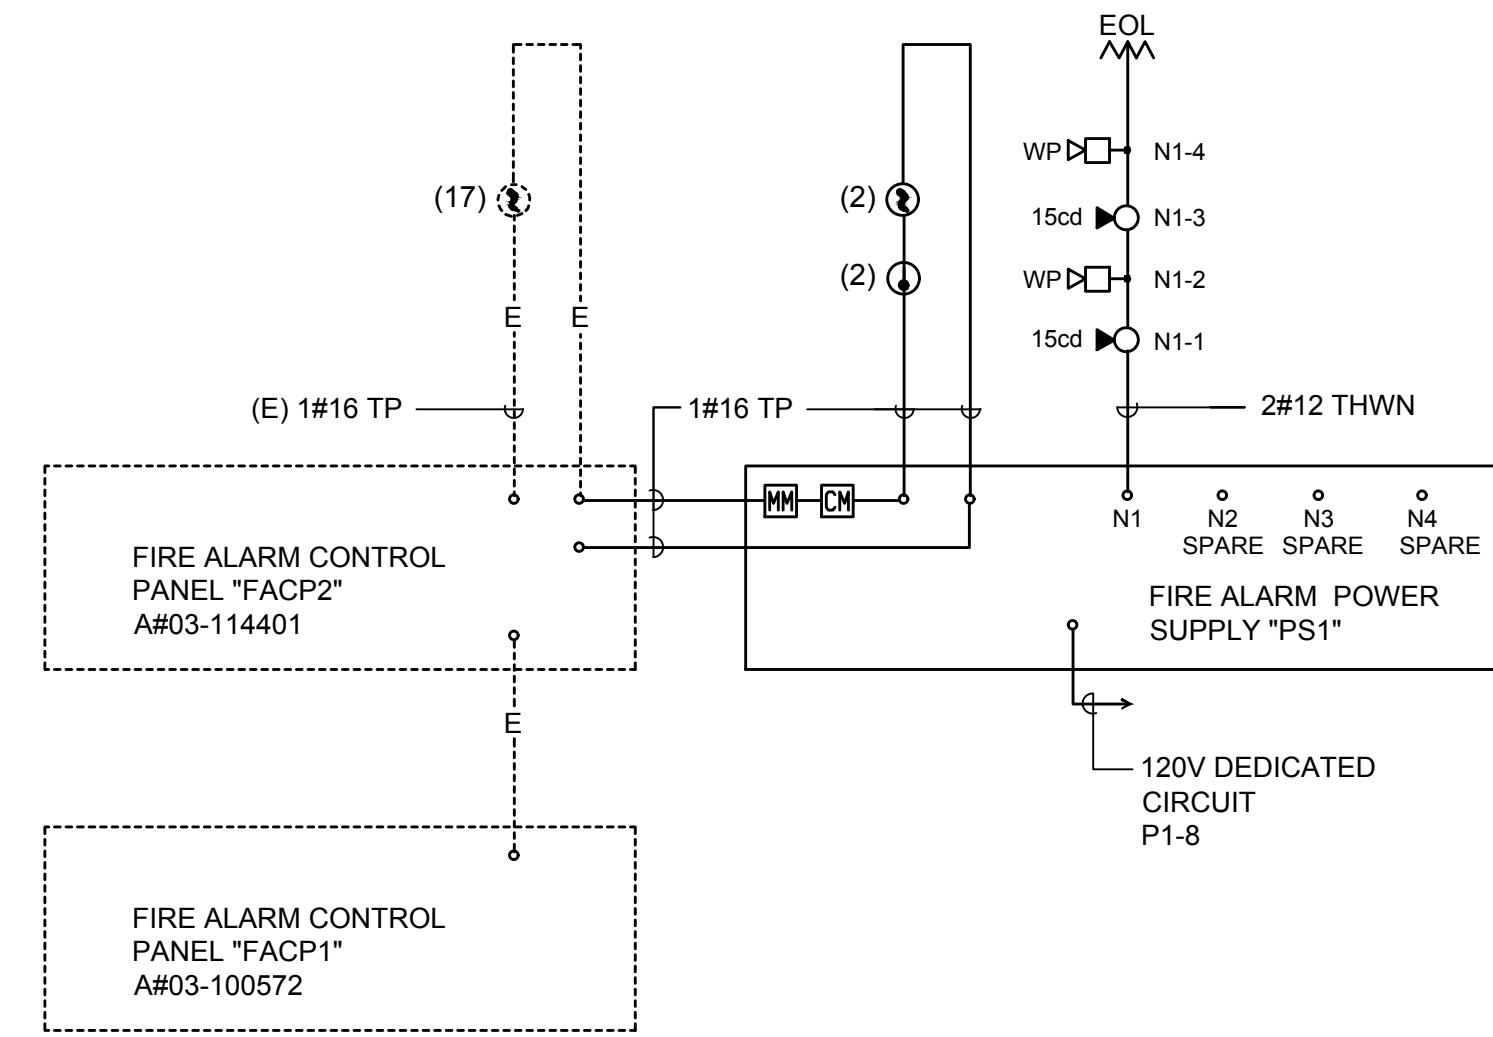 EOL
WP N1-4
(17)
(2)
15cd N1-3
(2)
WP N1-2
E E
15cd N1-1
(E) 1#16 TP
1#16 TP
2#12 THWN
MM CM
N1
N2
SPARE
N3
SPARE
N4
SPARE
FIRE ALARM CONTROL
PANEL "FACP2"
A#03-114401
FIRE ALARM POWER
SUPPLY "PS1"
E
120V DEDICATED
CIRCUIT
P1-8
FIRE ALARM CONTROL
PANEL "FACP1"
A#03-100572